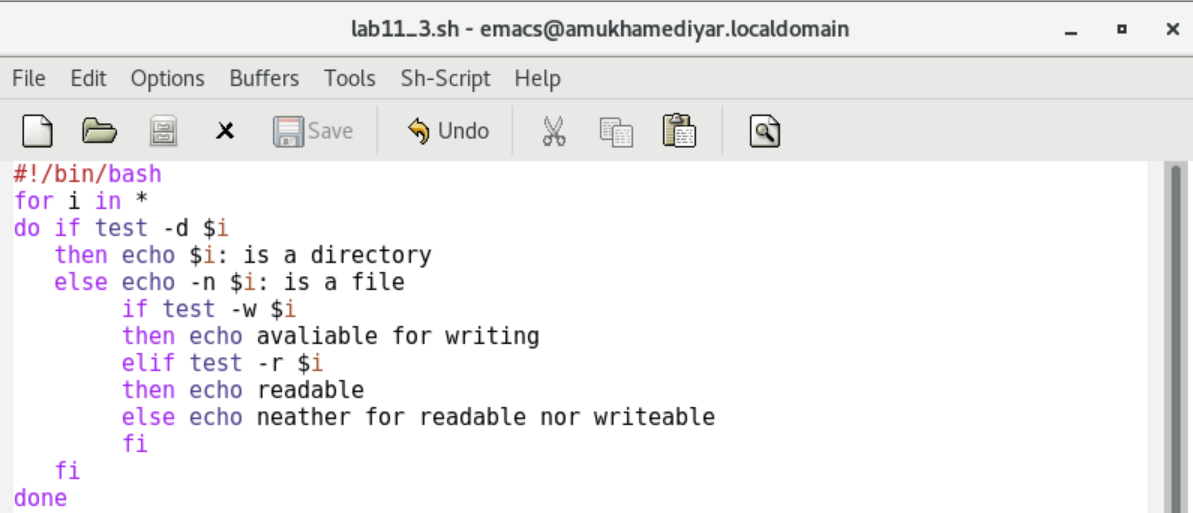 lab11_3.sh - emacs@amukhamediyar.localdomain
File Edit Options Buffers Tools Sh-Script Help
Save Undo
#!/bin/bash
for i in *
do if test -d $i
   then echo $i: is a directory
   else echo -n $i: is a file
        if test -w $i
        then echo avaliable for writing
        elif test -r $i
        then echo readable
        else echo neather for readable nor writeable
        fi
   fi
done